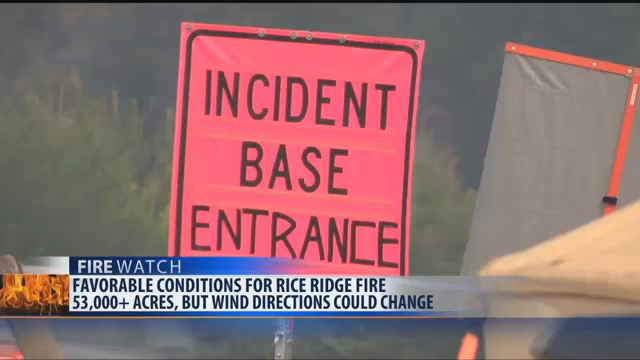 INCIDENT
BASE
ENTRANCE
FIRE WATCH
FAVORABLE CONDITIONS FOR RICE RIDGE FIRE
53,000+ ACRES, BUT WIND DIRECTIONS COULD CHANGE